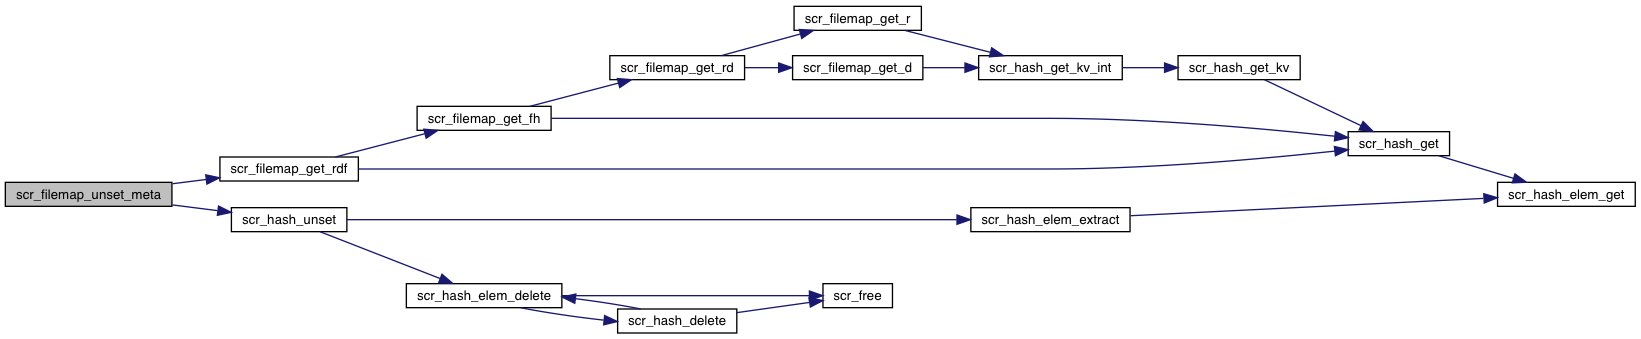 scr_filemap_get_r
scr_filemap_get_rd
scr_filemap_get_d
scr_hash_get_kv_int
scr_hash_get_kv
scr_filemap_get_fh
scr_hash_get
scr_filemap_get_rdf
scr_filemap_unset_meta
scr_hash_elem_get
scr_hash_unset
scr_hash_elem_extract
scr_hash_elem_delete
scr_free
scr_hash_delete